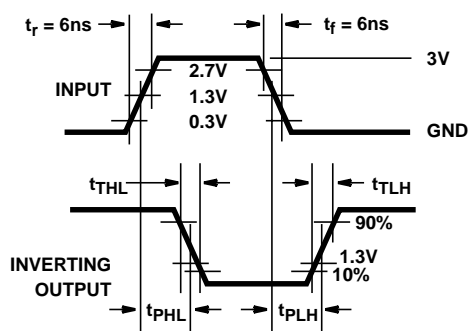 tr = 6ns
tf = 6ns
3V
2.7V
INPUT
1.3V
0.3V
GND
tTHL
tTLH
90%
1.3V
INVERTING
OUTPUT
10%
tPHL
tPLH